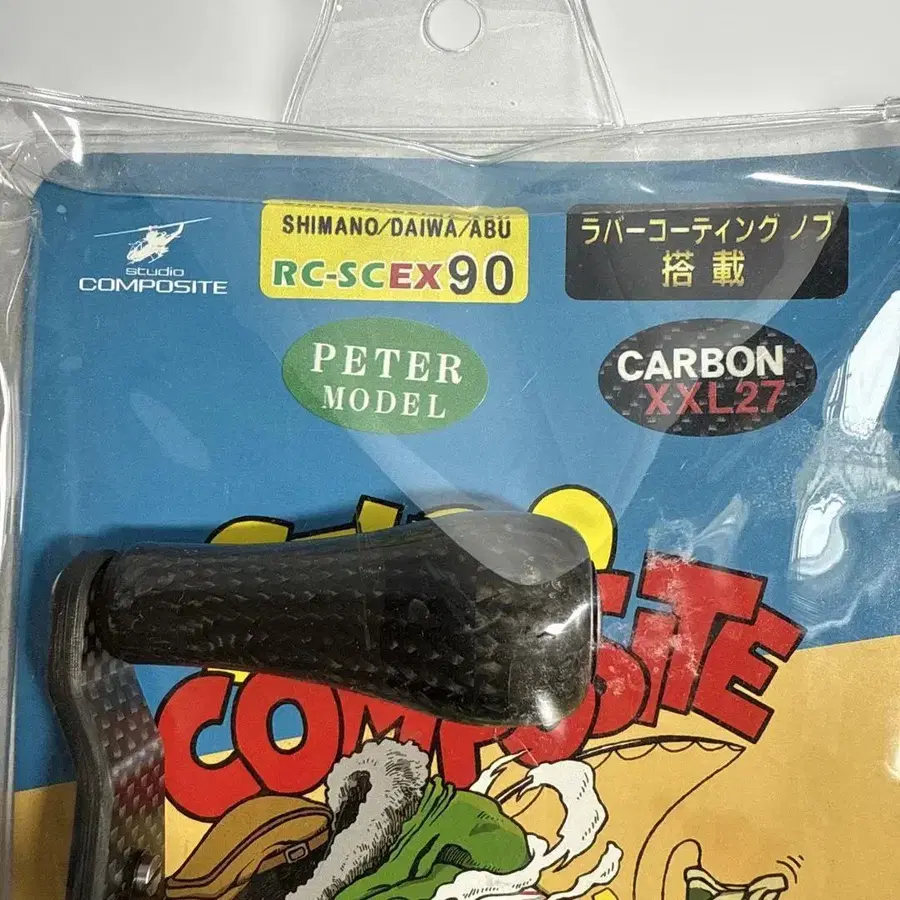 studio
COMPOSITE
SHIMANO/DAIWA/ABU
RC-SCEX90
ラバーコーティングノブ
搭載
PETER
MODEL
CARBON
XXL27
COMPOSITE